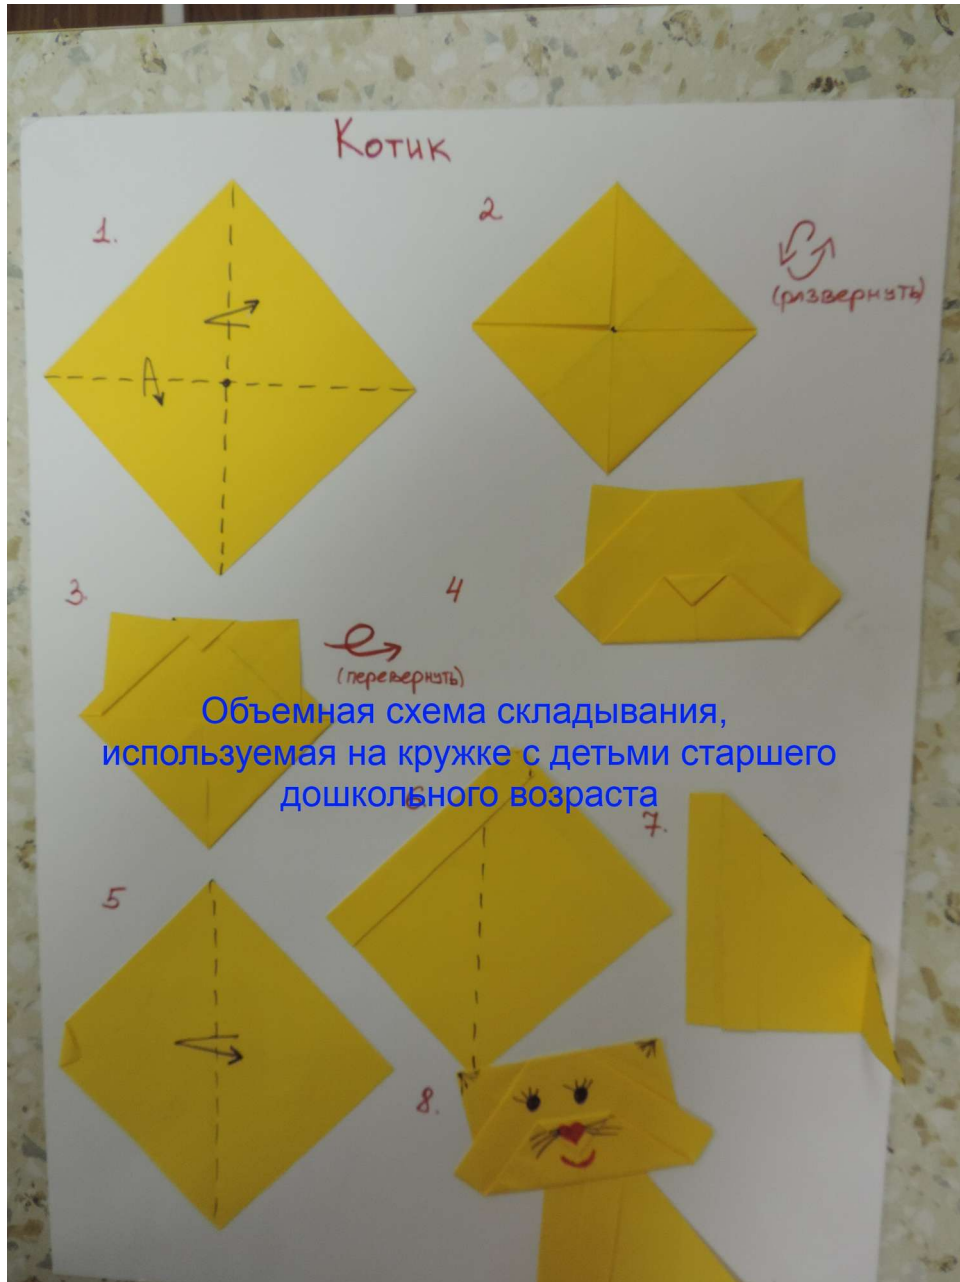 Котик
1.
2
(развернуть)
3.
4
(перевернуть)
Объемная схема складывания,
используемая на кружке с детьми старшего
дошкольного возраста
6.
7.
5
8.